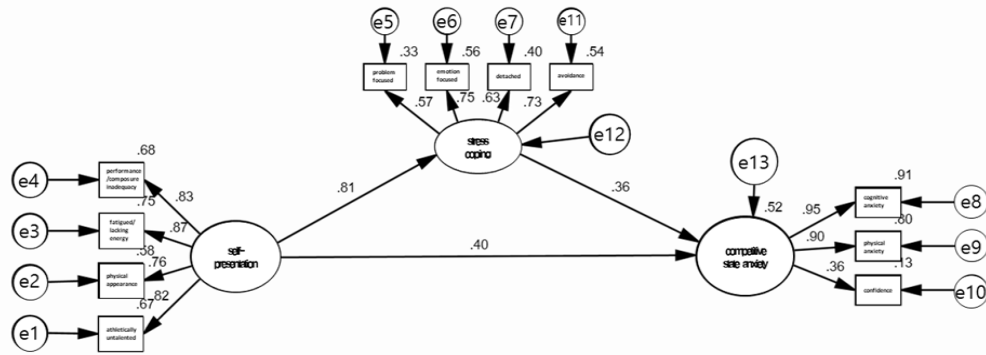 e5
e6
e7
e11
.33
.56
.40
.54
problem
focused
emotion
focused
detached
avoidance
.57
.75
.63
.73
stress
coping
e12
e13
e4
performance
/composure
inadequacy
.68
.83
.81
.36
.52
.91
cognitive
anxiety
e8
.95
e3
.75
fatigued/
lacking
energy
.87
self-
presentation
.40
competitive
state anxiety
.90
.80
physical
anxiety
e9
e2
.58
physical
appearance
.76
.36
.13
confidence
e10
e1
.67
athletically
untalented
.82